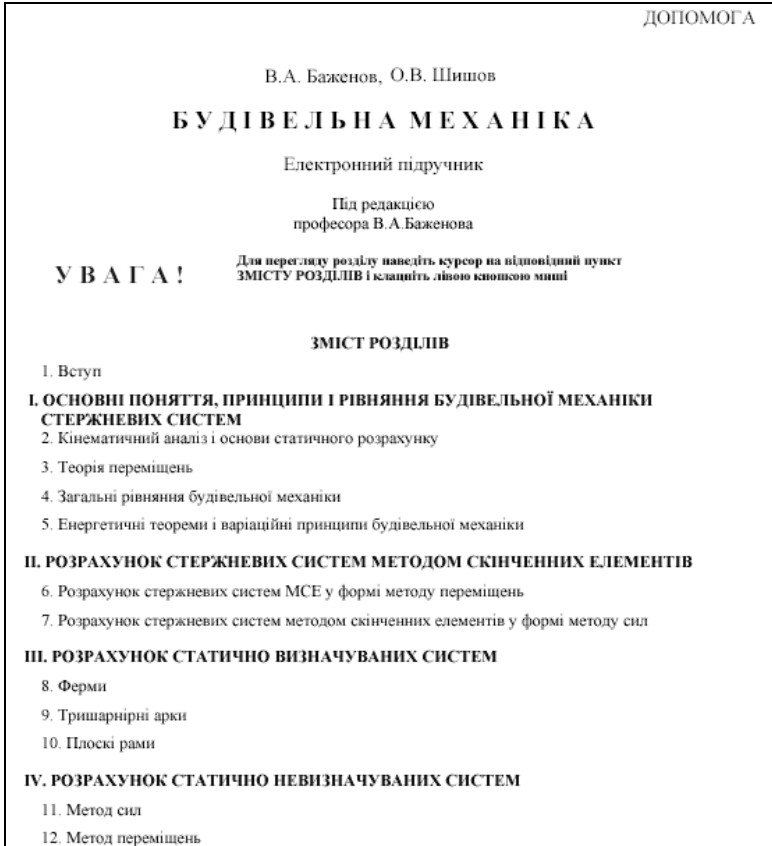 ДОПОМОГА
В.А. Баженов, О.В. Шишов
Б У Д І В Е Л Ь Н А  М Е Х А Н І К А
Електронний підручник
Під редакцією
професора В.А.Баженова
У В А Г А !
Для перегляду розділу наведіть курсор на відповідний пункт
ЗМІСТУ РОЗДІЛІВ і клацніть лівою кнопкою миші
ЗМІСТ РОЗДІЛІВ
1. Вступ
І. ОСНОВНІ ПОНЯТТЯ, ПРИНЦИПИ І РІВНЯННЯ БУДІВЕЛЬНОЇ МЕХАНІКИ
СТЕРЖНЕВИХ СИСТЕМ
2. Кінематичний аналіз і основи статичного розрахунку
3. Теорія переміщень
4. Загальні рівняння будівельної механіки
5. Енергетичні теореми і варіаційні принципи будівельної механіки
ІІ. РОЗРАХУНОК СТЕРЖНЕВИХ СИСТЕМ МЕТОДОМ СКІНЧЕННИХ ЕЛЕМЕНТІВ
6. Розрахунок стержневих систем МСЕ у формі методу переміщень
7. Розрахунок стержневих систем методом скінченних елементів у формі методу сил
ІІІ. РОЗРАХУНОК СТАТИЧНО ВИЗНАЧУВАНИХ СИСТЕМ
8. Ферми
9. Тришарнірні арки
10. Плоскі рами
IV. РОЗРАХУНОК СТАТИЧНО НЕВИЗНАЧУВАНИХ СИСТЕМ
11. Метод сил
12. Метод переміщень